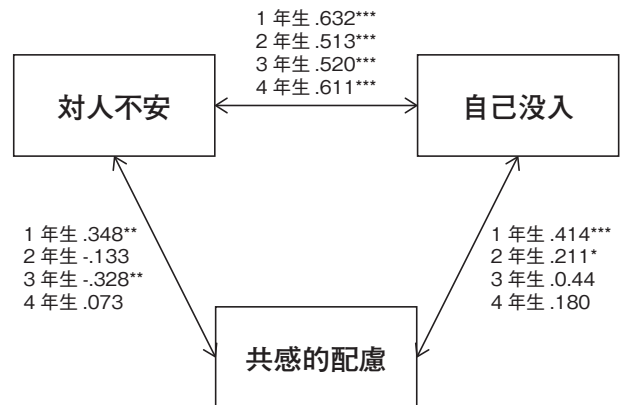 1 年生 .632***
2 年生 .513***
3 年生 .520***
4 年生 .611***
対人不安
自己没入
1 年生 .348**
2 年生 -.133
3 年生 -.328**
4 年生 .073
1 年生 .414***
2 年生 .211*
3 年生 .0.44
4 年生 .180
共感的配慮